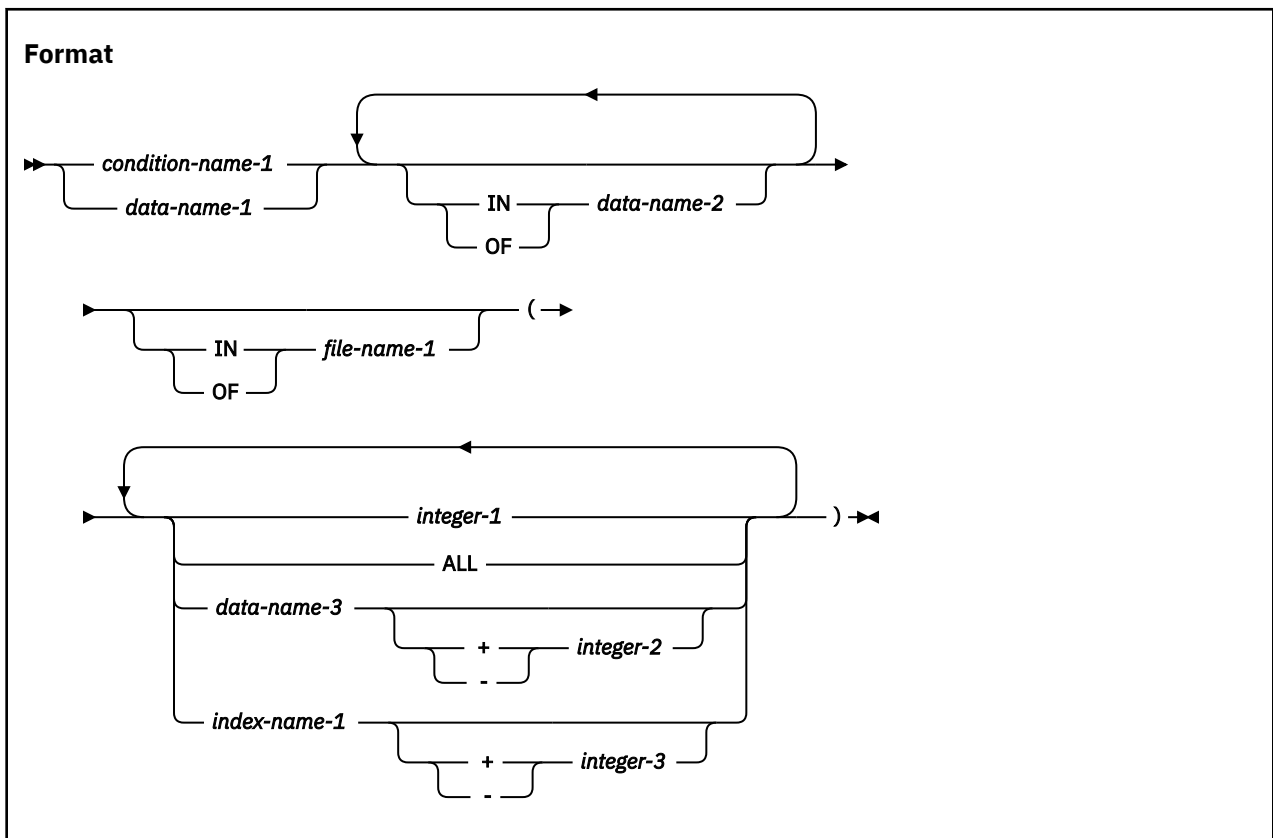 Format
condition-name-1
data-name-1
IN data-name-2
OF
IN file-name-1
OF
(
integer-1
ALL
data-name-3
+ integer-2
-
index-name-1
+ integer-3
-
)